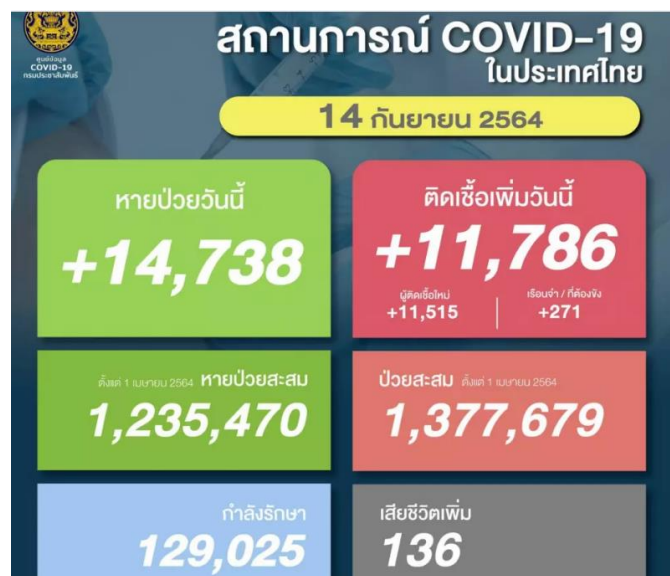 ศูนย์ข้อมูล
COVID-19
กรมประชาสัมพันธ์
สถานการณ์ COVID-19
ในประเทศไทย
14 กันยายน 2564
หายป่วยวันนี้
+14,738
ติดเชื้อเพิ่มวันนี้
+11,786
ผู้ติดเชื้อใหม่
+11,515
เรือนจำ / ที่ต้องขัง
+271
ตั้งแต่ 1 เมษายน 2564 หายป่วยสะสม
1,235,470
ป่วยสะสม ตั้งแต่ 1 เมษายน 2564
1,377,679
กำลังรักษา
129,025
เสียชีวิตเพิ่ม
136